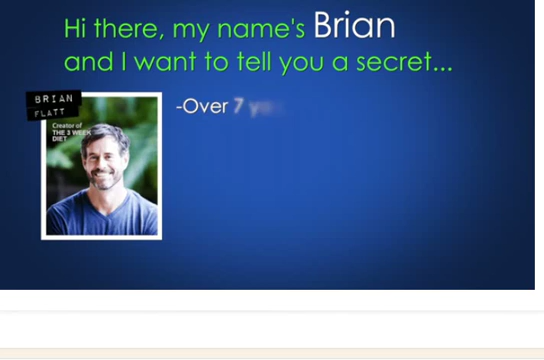 Hi there, my name's Brian
and I want to tell you a secret...
BRIAN
FLATT
Creator of
THE 3 WEEK
DIET
-Over 7